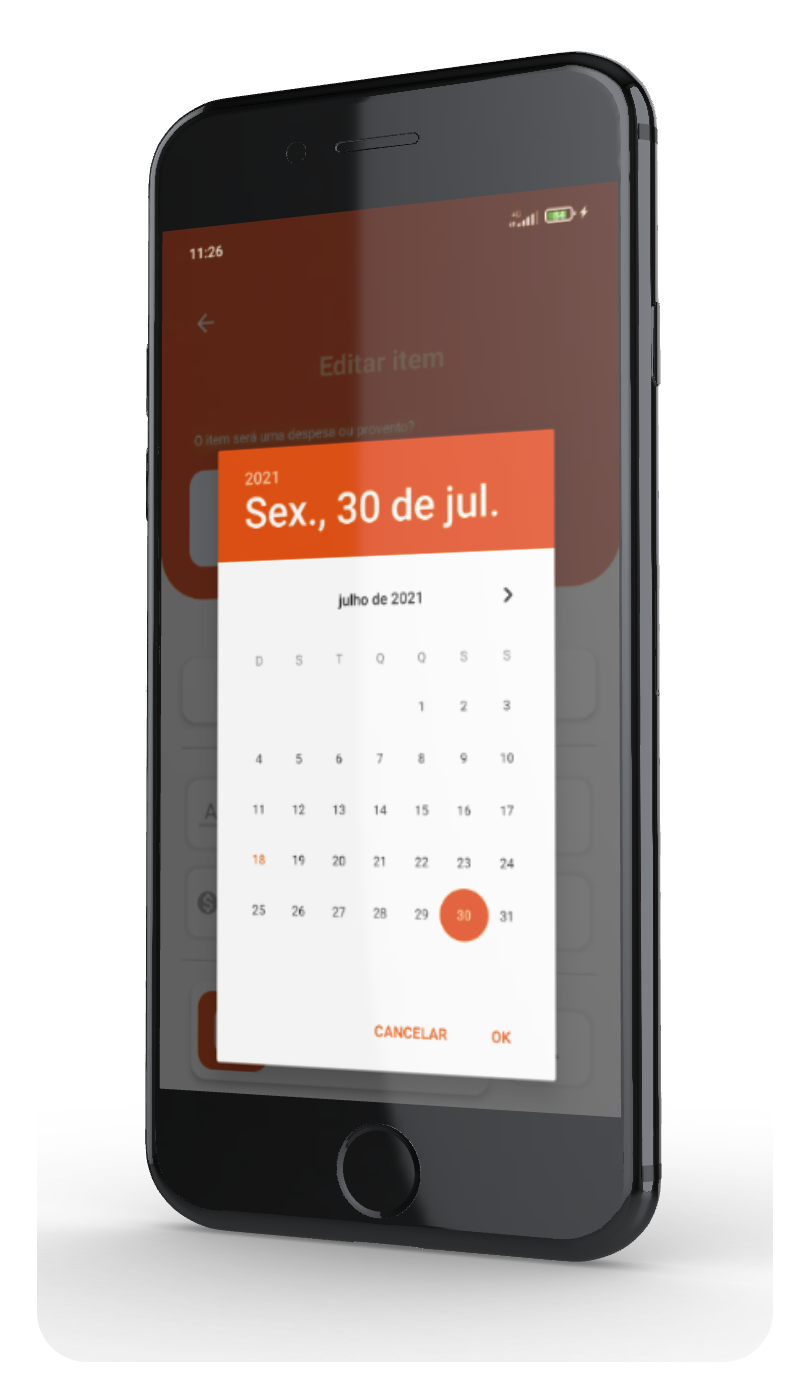 11:26
Editar item
O item será uma despesa ou provento?
2021
Sex., 30 de jul.
julho de 2021
D S T Q Q S S
1 2 3
4 5 6 7 8 9 10
11 12 13 14 15 16 17
18 19 20 21 22 23 24
25 26 27 28 29 30 31
CANCELAR OK